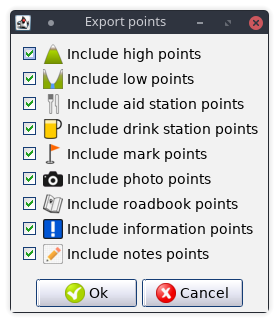 Export points
Include high points
Include low points
Include aid station points
Include drink station points
Include mark points
Include photo points
Include roadbook points
Include information points
Include notes points
Ok
Cancel